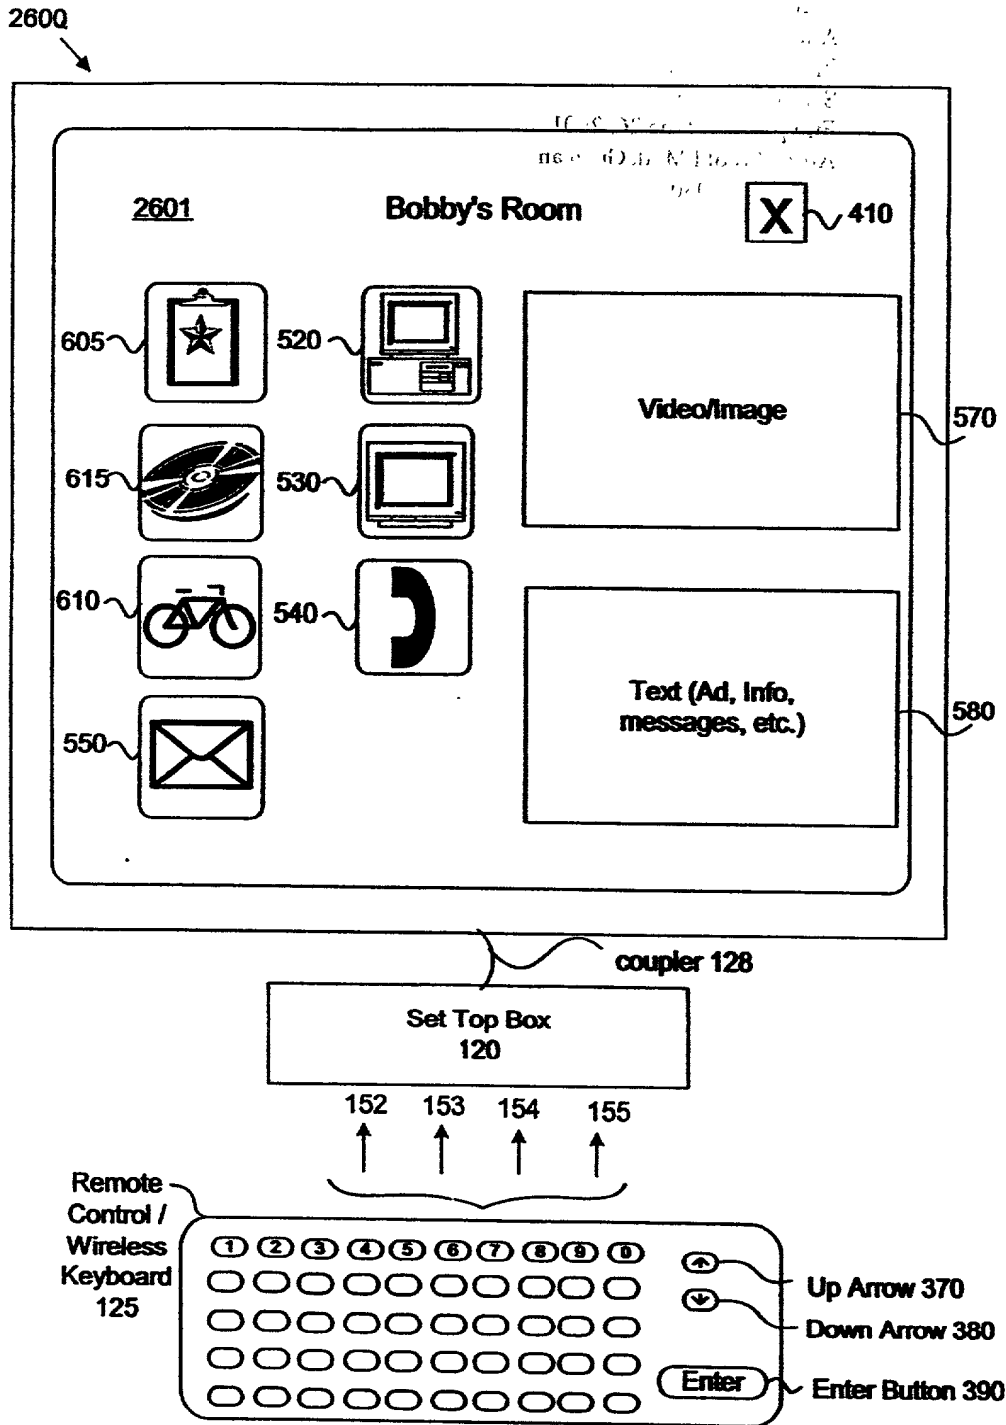 2600
2601 Bobby's Room X 410
605 520
Video/Image 570
615 530
610 540
Text (Ad, Info,
messages, etc.) 580
550
coupler 128
Set Top Box
120
152 153 154 155
Remote
Control /
Wireless
Keyboard
125
1 2 3 4 5 6 7 8 9 0
Up Arrow 370
Down Arrow 380
Enter
Enter Button 390